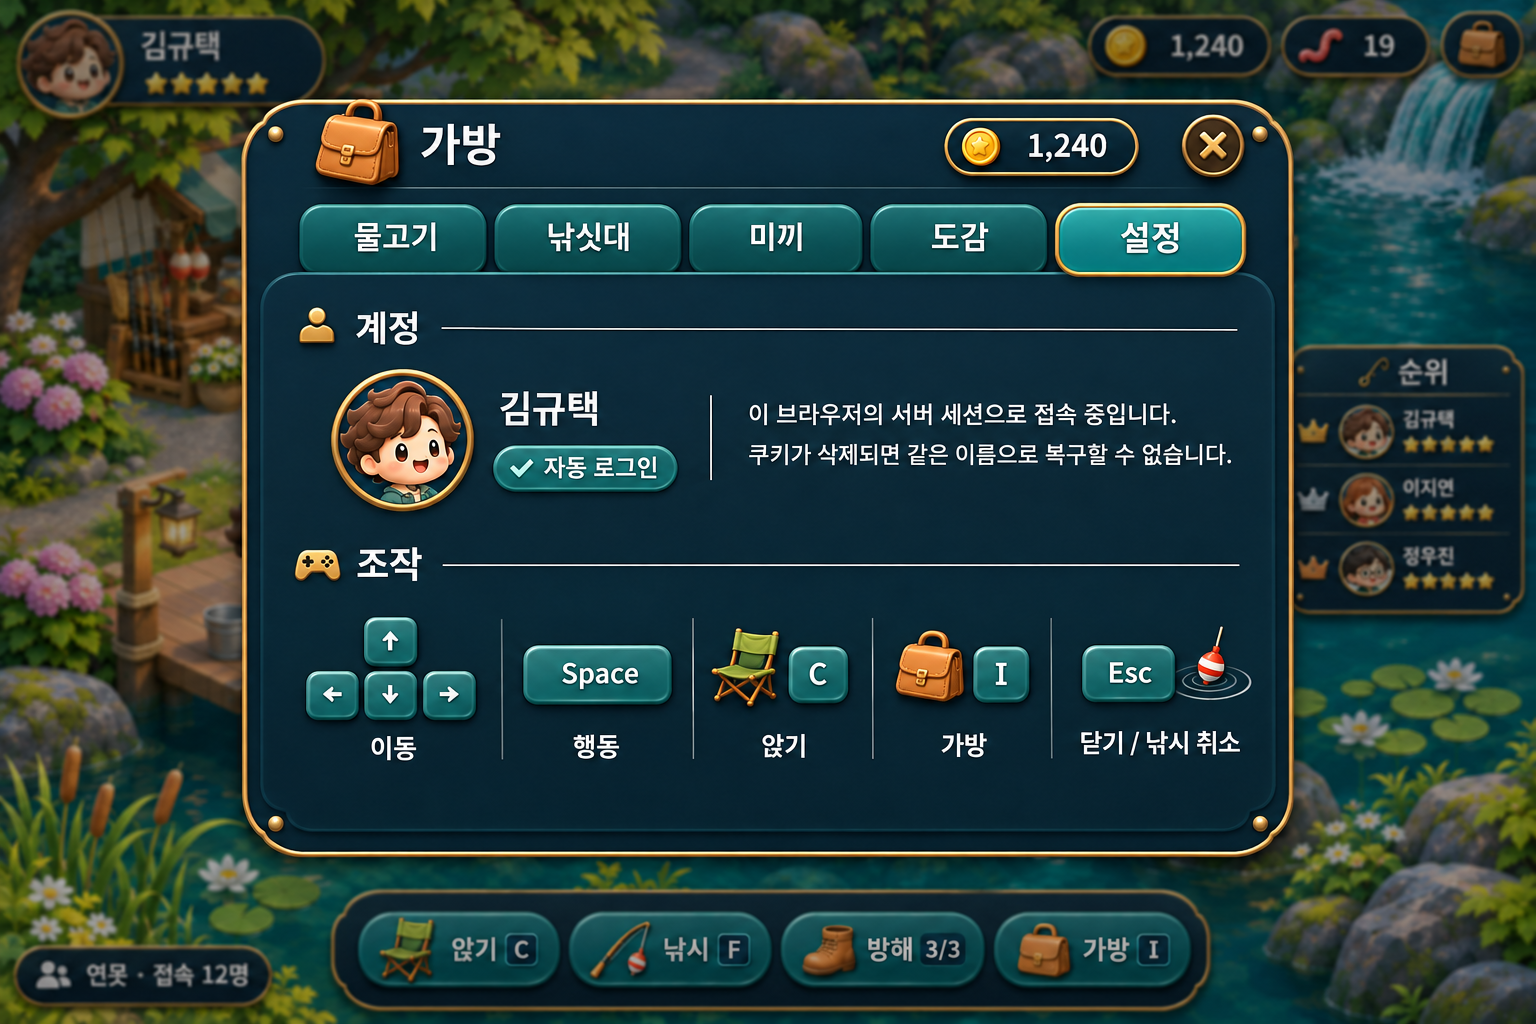 김규택
1,240
19
가방
1,240
물고기
낚싯대
미끼
도감
설정
계정
김규택
자동 로그인
이 브라우저의 서버 세션으로 접속 중입니다.
쿠키가 삭제되면 같은 이름으로 복구할 수 없습니다.
순위
김규택
이지연
정우진
조작
이동
Space
행동
C
앉기
I
가방
Esc
닫기 / 낚시 취소
앉기 C
낚시 F
방해 3/3
가방 I
연못 · 접속 12명